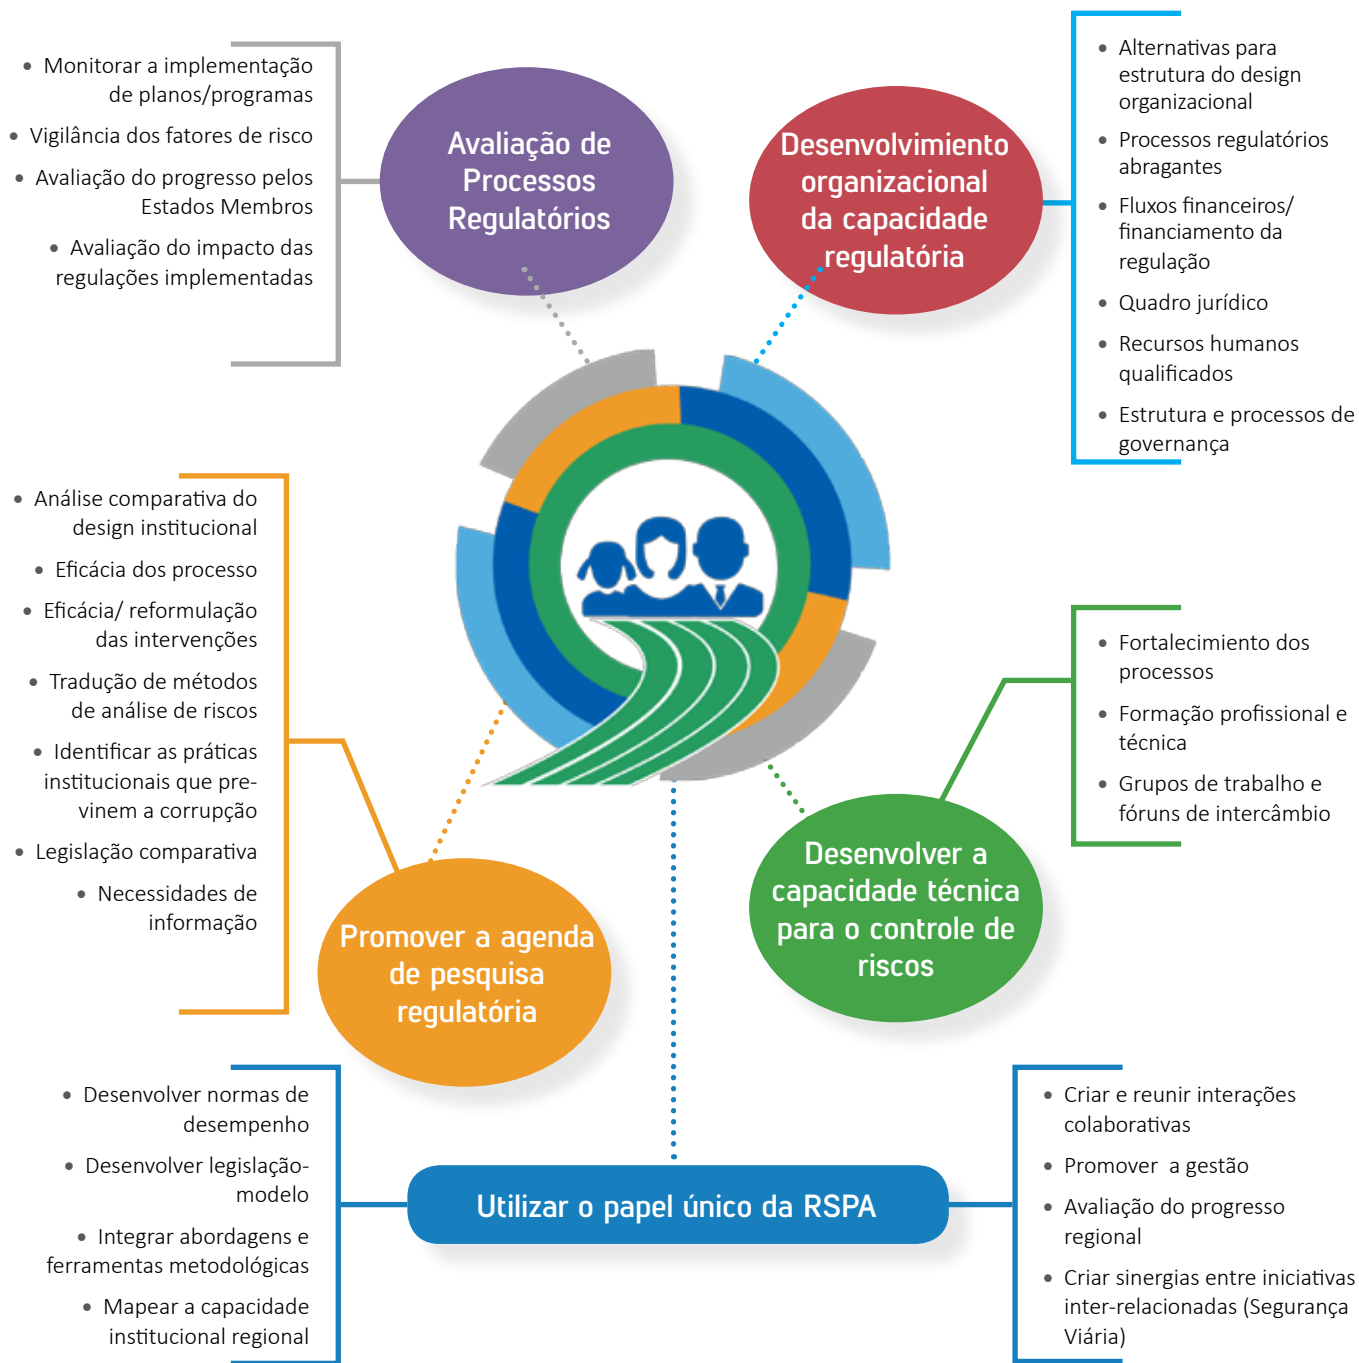 • Monitorar a implementação
de planos/programas
• Vigilância dos fatores de risco
• Avaliação do progresso pelos
Estados Membros
• Avaliação do impacto das
regulações implementadas
Avaliação de
Processos
Regulatórios
Desenvolvimiento
organizacional
da capacidade
regulatória
• Alternativas para
estrutura do design
organizacional
• Processos regulatórios
abragantes
• Fluxos financeiros/
financiamento da
regulação
• Quadro jurídico
• Recursos humanos
qualificados
• Estrutura e processos de
governança
• Análise comparativa do
design institucional
• Eficácia dos processo
• Eficácia/ reformulação
das intervenções
• Tradução de métodos
de análise de riscos
• Identificar as práticas
institucionais que pre-
vinem a corrupção
• Legislação comparativa
• Necessidades de
informação
Promover a agenda
de pesquisa
regulatória
• Fortalecimiento dos
processos
• Formação profissional e
técnica
• Grupos de trabalho e
fóruns de intercâmbio
Desenvolver a
capacidade técnica
para o controle de
riscos
• Desenvolver normas de
desempenho
• Desenvolver legislação-
modelo
• Integrar abordagens e
ferramentas metodológicas
• Mapear a capacidade
institucional regional
Utilizar o papel único da RSPA
• Criar e reunir interações
colaborativas
• Promover a gestão
• Avaliação do progresso
regional
• Criar sinergias entre iniciativas
inter-relacionadas (Segurança
Viária)